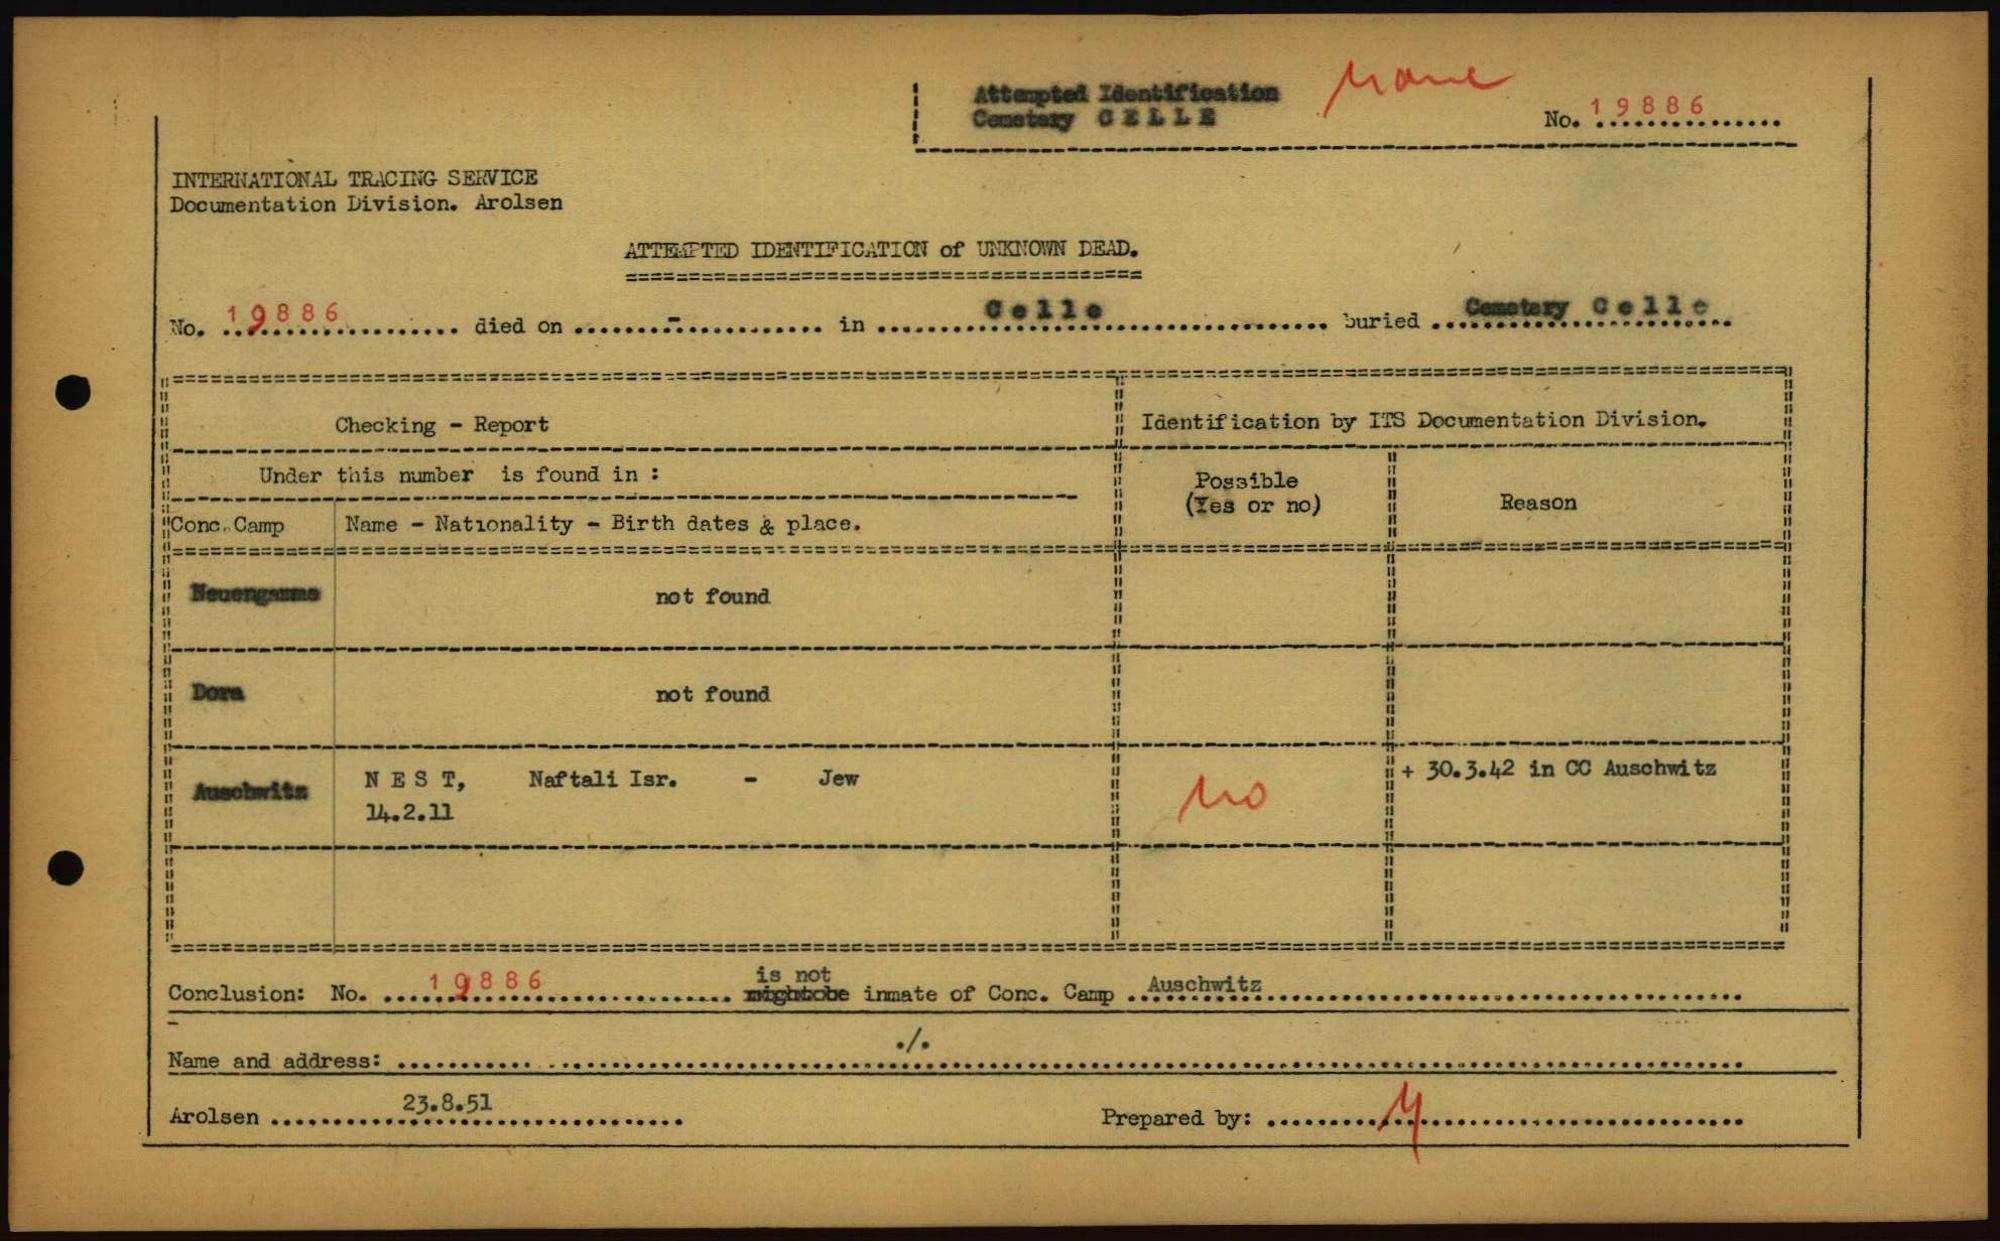 Attempted Identification
Cemetery CELLE
none
No. 19886
INTERNATIONAL TRACING SERVICE
Documentation Division. Arolsen
ATTEMPTED IDENTIFICATION of UNKNOWN DEAD.
No. 19886 died on - in Celle buried Cemetery Celle
Checking - Report
Identification by ITS Documentation Division.
Under this number is found in :
Possible
(Yes or no)
Reason
Conc. Camp
Name - Nationality - Birth dates & place.
Neuengamme
not found
Dora
not found
Auschwitz
NEST, Naftali Isr. - Jew
14.2.11
no
+ 30.3.42 in CC Auschwitz
is not
Conclusion: No. 19886 inmate of Conc. Camp Auschwitz
Name and address: ./.
Arolsen 23.8.51
Prepared by: